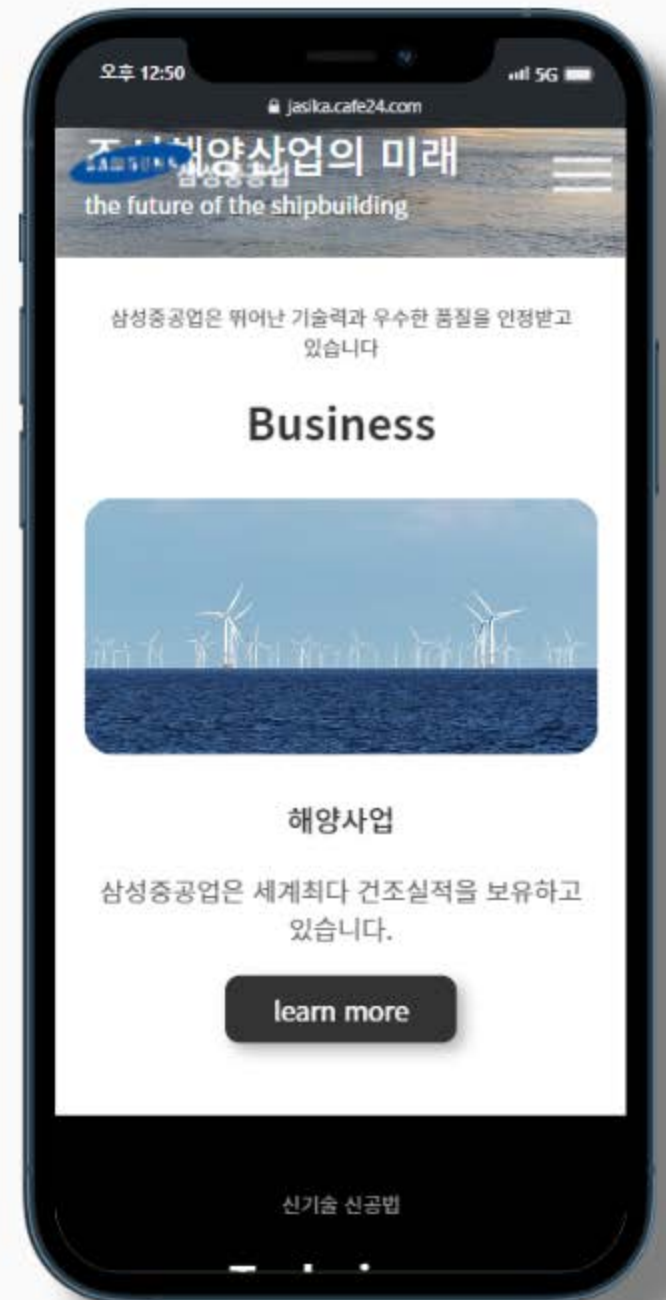 오후 12:50
5G
jasika.cafe24.com
해양산업의 미래
SAMSUNG 삼성중공업
the future of the shipbuilding
삼성중공업은 뛰어난 기술력과 우수한 품질을 인정받고
있습니다
Business
해양사업
삼성중공업은 세계최다 건조실적을 보유하고
있습니다.
learn more
신기술 신공법